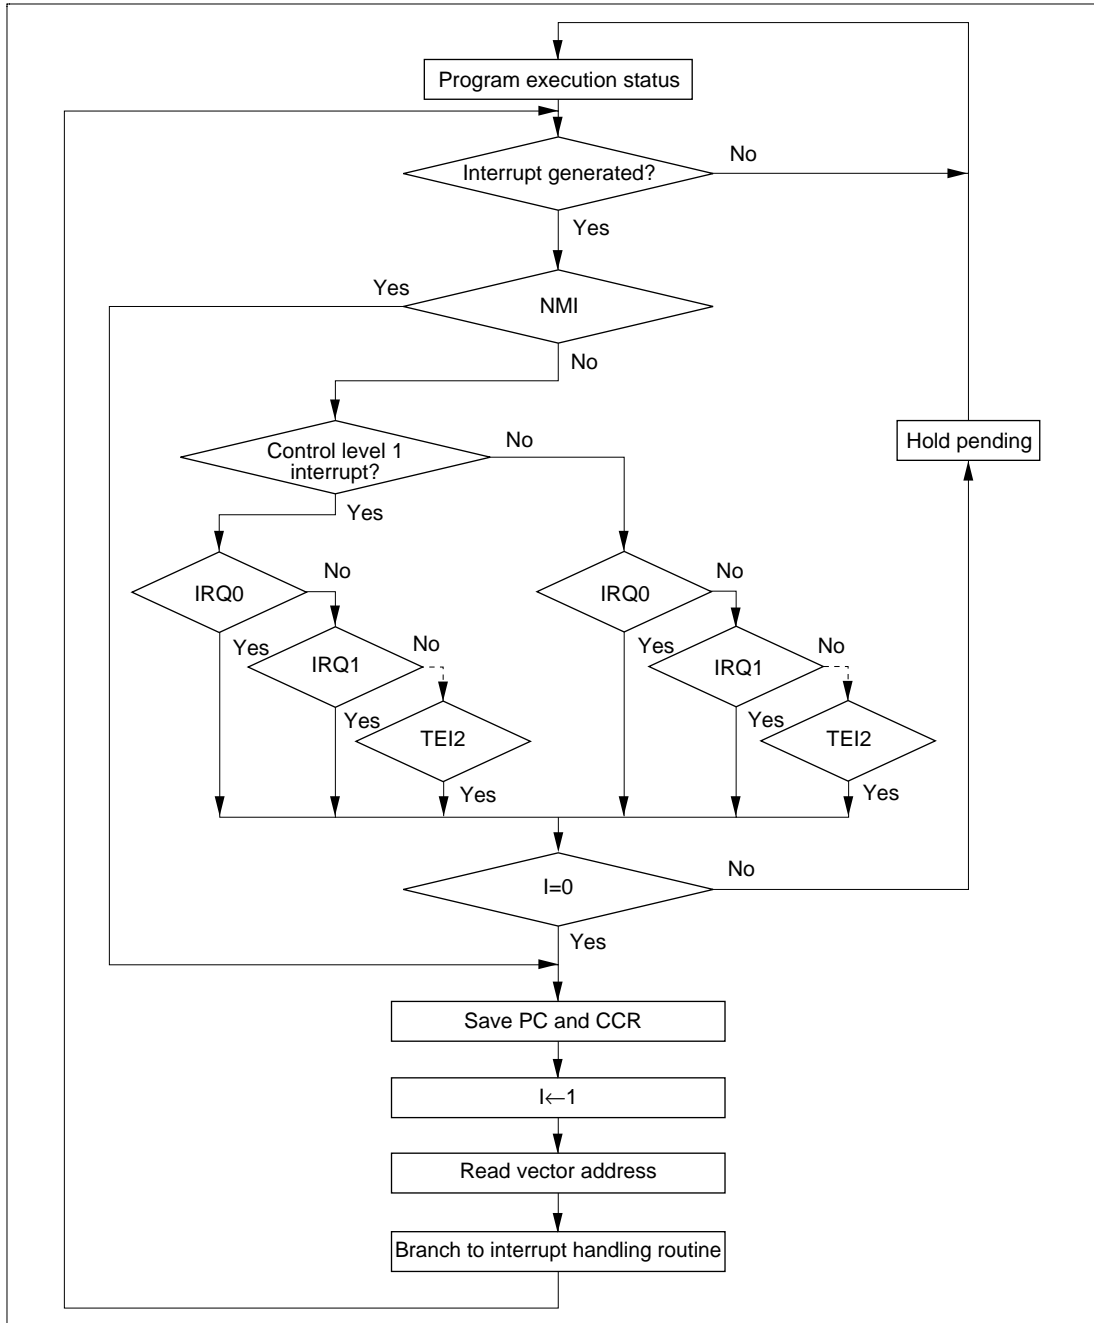 Program execution status
Interrupt generated?
No
Yes
Yes
NMI
No
Control level 1
interrupt?
No
Hold pending
Yes
IRQ0
No
IRQ0
No
Yes
IRQ1
No
Yes
IRQ1
No
Yes
TEI2
Yes
TEI2
Yes
Yes
I=0
No
Yes
Save PC and CCR
I←1
Read vector address
Branch to interrupt handling routine